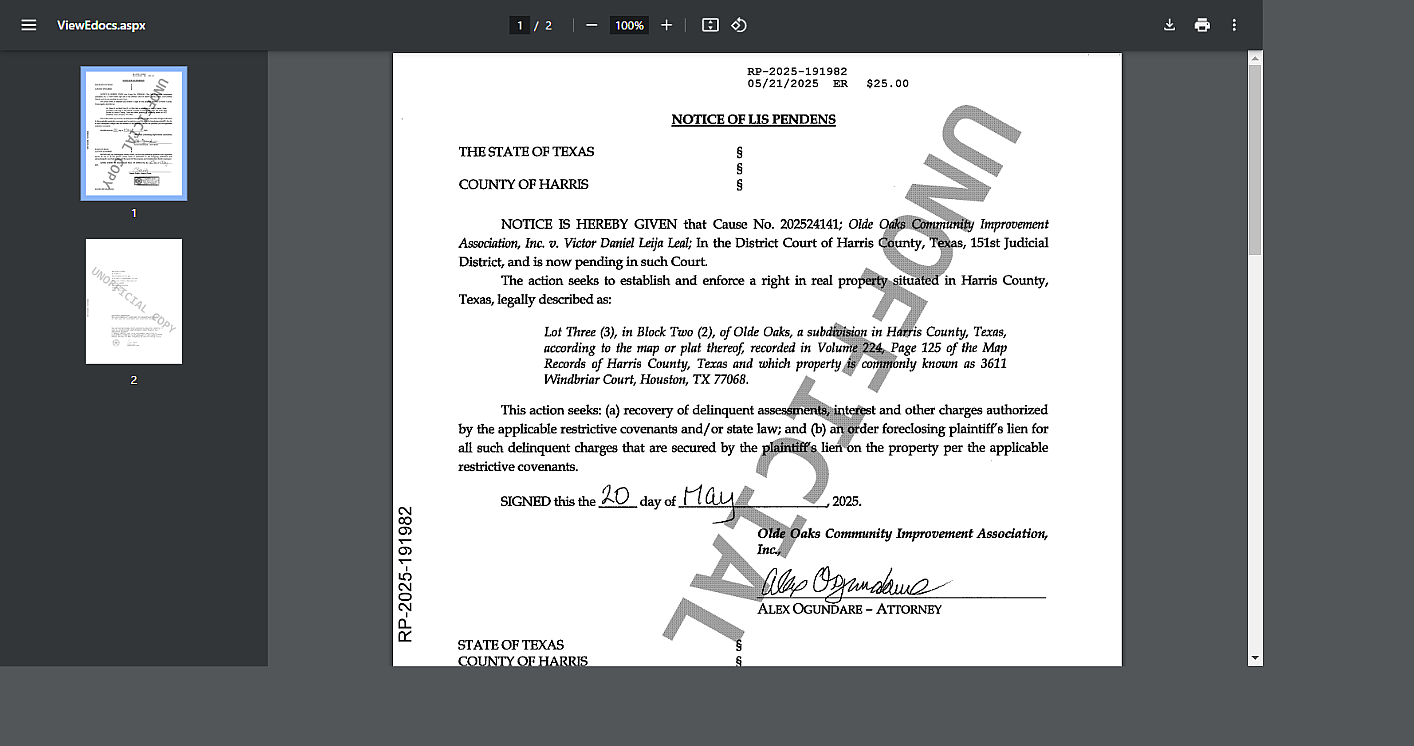 ViewEdocs.aspx
1 / 2
100%
1
2
RP-2025-191982
05/21/2025 ER $25.00
NOTICE OF LIS PENDENS
THE STATE OF TEXAS §
§
COUNTY OF HARRIS §
NOTICE IS HEREBY GIVEN that Cause No. 202524141; Olde Oaks Community Improvement
Association, Inc. v. Victor Daniel Leija Leal; In the District Court of Harris County, Texas, 151st Judicial
District, and is now pending in such Court.
The action seeks to establish and enforce a right in real property situated in Harris County,
Texas, legally described as:
Lot Three (3), in Block Two (2), of Olde Oaks, a subdivision in Harris County, Texas,
according to the map or plat thereof, recorded in Volume 224, Page 125 of the Map
Records of Harris County, Texas and which property is commonly known as 3611
Windbriar Court, Houston, TX 77068.
This action seeks: (a) recovery of delinquent assessments, interest and other charges authorized
by the applicable restrictive covenants and/or state law; and (b) an order foreclosing plaintiff's lien for
all such delinquent charges that are secured by the plaintiff's lien on the property per the applicable
restrictive covenants.
SIGNED this the 20 day of May, 2025.
Olde Oaks Community Improvement Association,
Inc.,
Alex Ogundare
ALEX OGUNDARE – ATTORNEY
STATE OF TEXAS §
COUNTY OF HARRIS §
RP-2025-191982
UNOFFICIAL
UNOFFICIAL COPY
UNOFFICIAL COPY